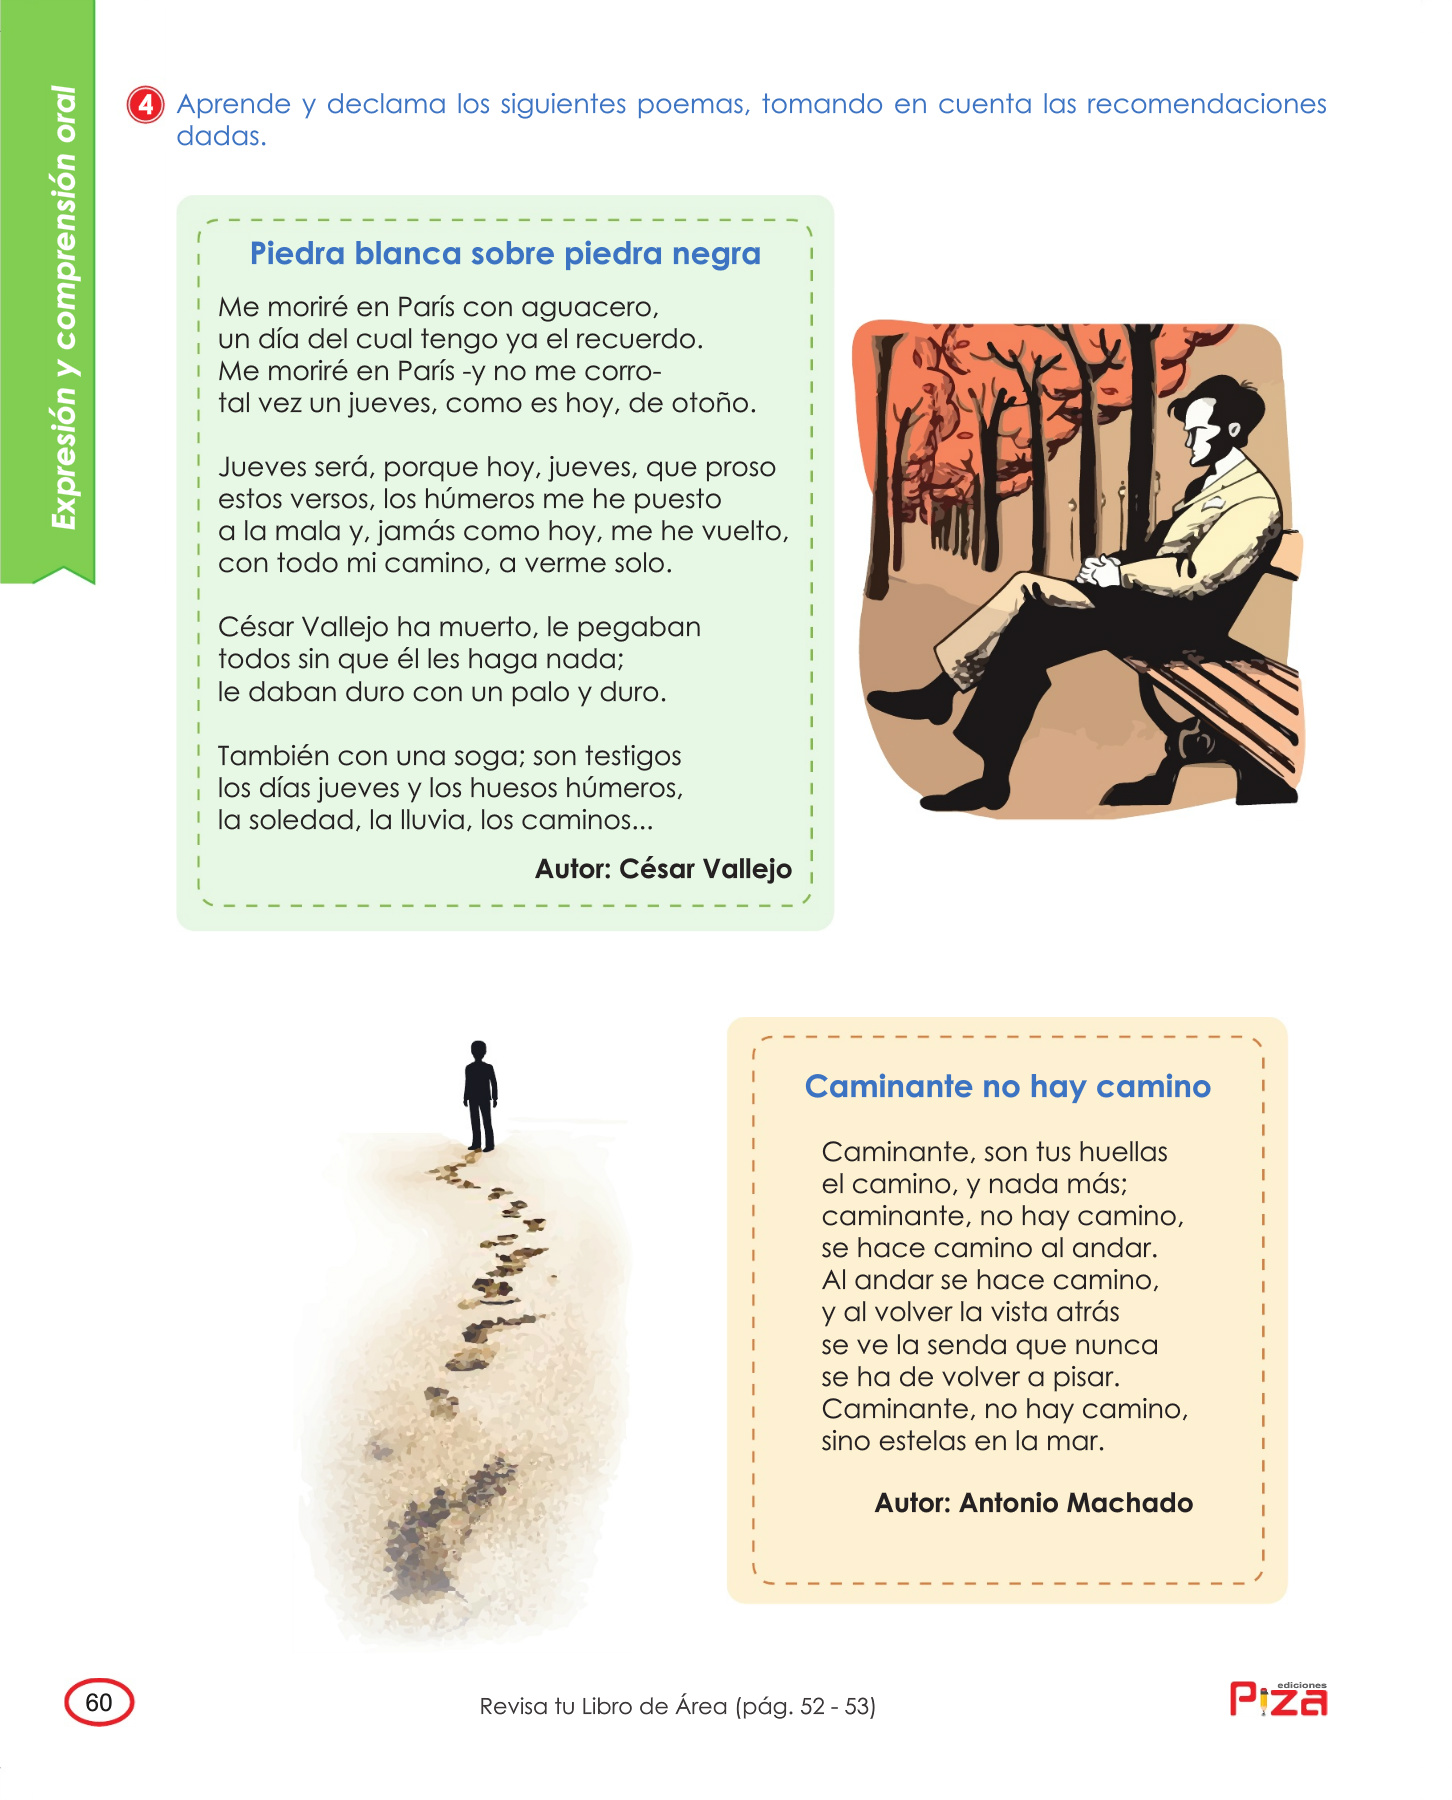 Expresión y comprensión oral
4 Aprende y declama los siguientes poemas, tomando en cuenta las recomendaciones
dadas.
Piedra blanca sobre piedra negra
Me moriré en París con aguacero,
un día del cual tengo ya el recuerdo.
Me moriré en París -y no me corro-
tal vez un jueves, como es hoy, de otoño.
Jueves será, porque hoy, jueves, que proso
estos versos, los húmeros me he puesto
a la mala y, jamás como hoy, me he vuelto,
con todo mi camino, a verme solo.
César Vallejo ha muerto, le pegaban
todos sin que él les haga nada;
le daban duro con un palo y duro.
También con una soga; son testigos
los días jueves y los huesos húmeros,
la soledad, la lluvia, los caminos...
Autor: César Vallejo
Caminante no hay camino
Caminante, son tus huellas
el camino, y nada más;
caminante, no hay camino,
se hace camino al andar.
Al andar se hace camino,
y al volver la vista atrás
se ve la senda que nunca
se ha de volver a pisar.
Caminante, no hay camino,
sino estelas en la mar.
Autor: Antonio Machado
60
Revisa tu Libro de Área (pág. 52 - 53)
ediciones
Piza